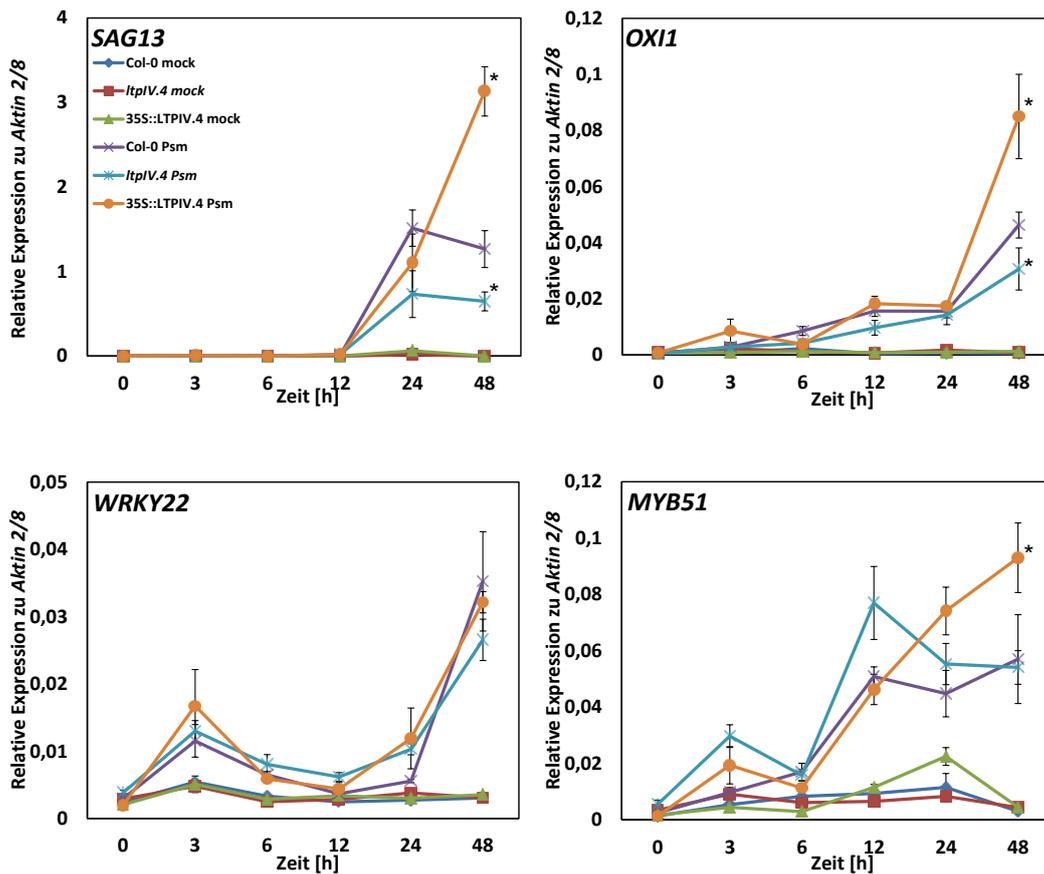 SAG13
Relative Expression zu Aktin 2/8
4
3
2
1
0
Col-0 mock
ltpIV.4 mock
35S::LTPIV.4 mock
Col-0 Psm
ltpIV.4 Psm
35S::LTPIV.4 Psm
*
*
0 3 6 12 24 48
Zeit [h]
OXI1
Relative Expression zu Aktin 2/8
0,12
0,1
0,08
0,06
0,04
0,02
0
*
*
0 3 6 12 24 48
Zeit [h]
WRKY22
Relative Expression zu Aktin 2/8
0,05
0,04
0,03
0,02
0,01
0
0 3 6 12 24 48
Zeit [h]
MYB51
Relative Expression zu Aktin 2/8
0,12
0,1
0,08
0,06
0,04
0,02
0
*
0 3 6 12 24 48
Zeit [h]